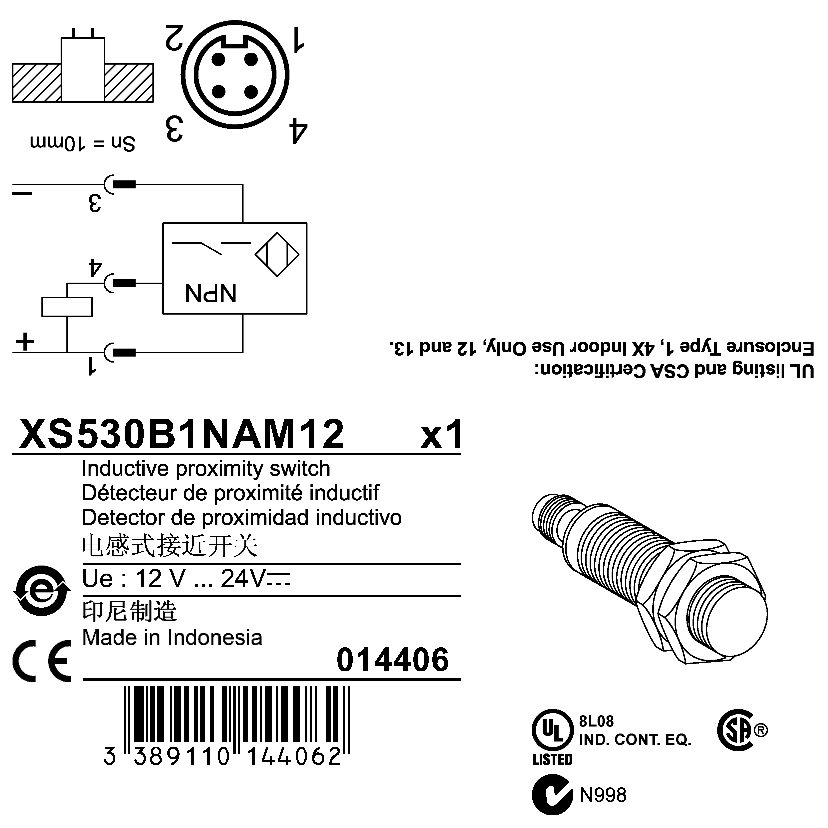 2 1
3 4
Sn = 10mm
−
3
4
NPN
+
1
UL listing and CSA Certification:
Enclosure Type 1, 4X Indoor Use Only, 12 and 13.
XS530B1NAM12 x1
Inductive proximity switch
Détecteur de proximité inductif
Detector de proximidad inductivo
电感式接近开关
Ue : 12 V ... 24V
印尼制造
Made in Indonesia
CE
014406
3 389110 144062
UL
LISTED
8L08
IND. CONT. EQ.
SA ®
N998